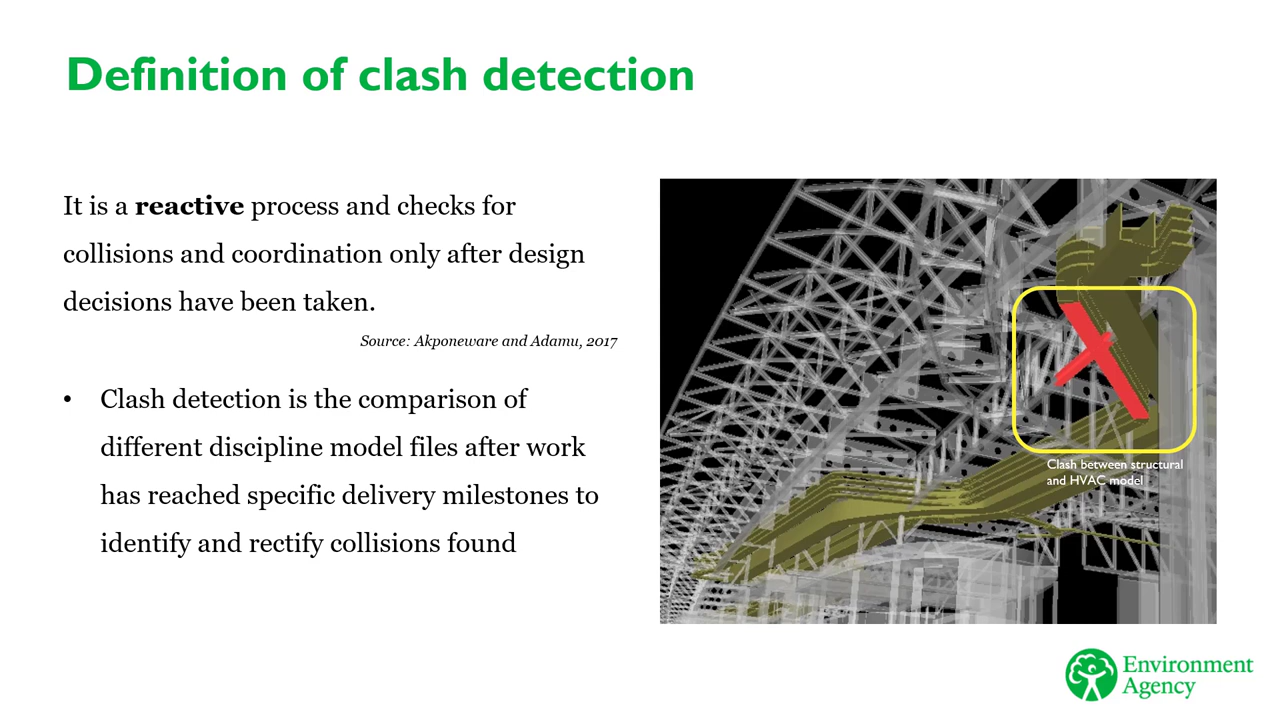 Definition of clash detection
It is a reactive process and checks for
collisions and coordination only after design
decisions have been taken.
Source: Akponeware and Adamu, 2017
• Clash detection is the comparison of
different discipline model files after work
has reached specific delivery milestones to
identify and rectify collisions found
Clash between structural
and HVAC model
Environment
Agency